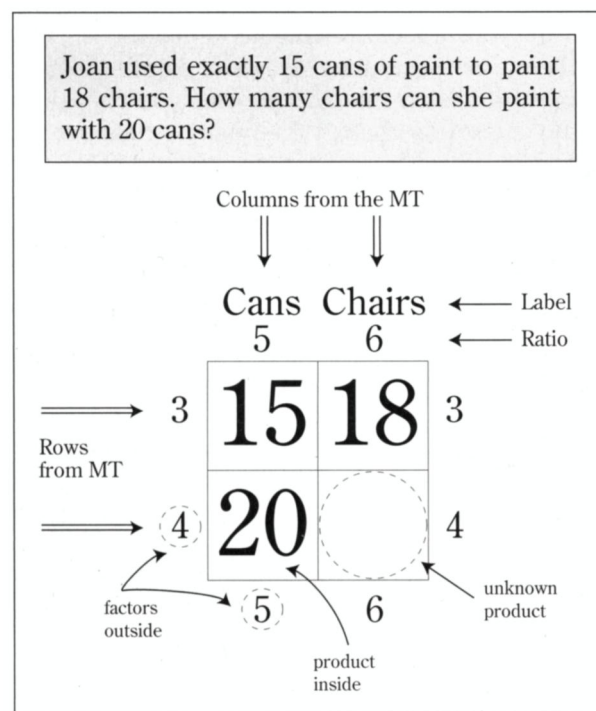 Joan used exactly 15 cans of paint to paint
18 chairs. How many chairs can she paint
with 20 cans?
Columns from the MT
Cans Chairs Label
5 6 Ratio
3 15 18 3
Rows
from MT
4 20 4
factors
outside
5 6
unknown
product
product
inside